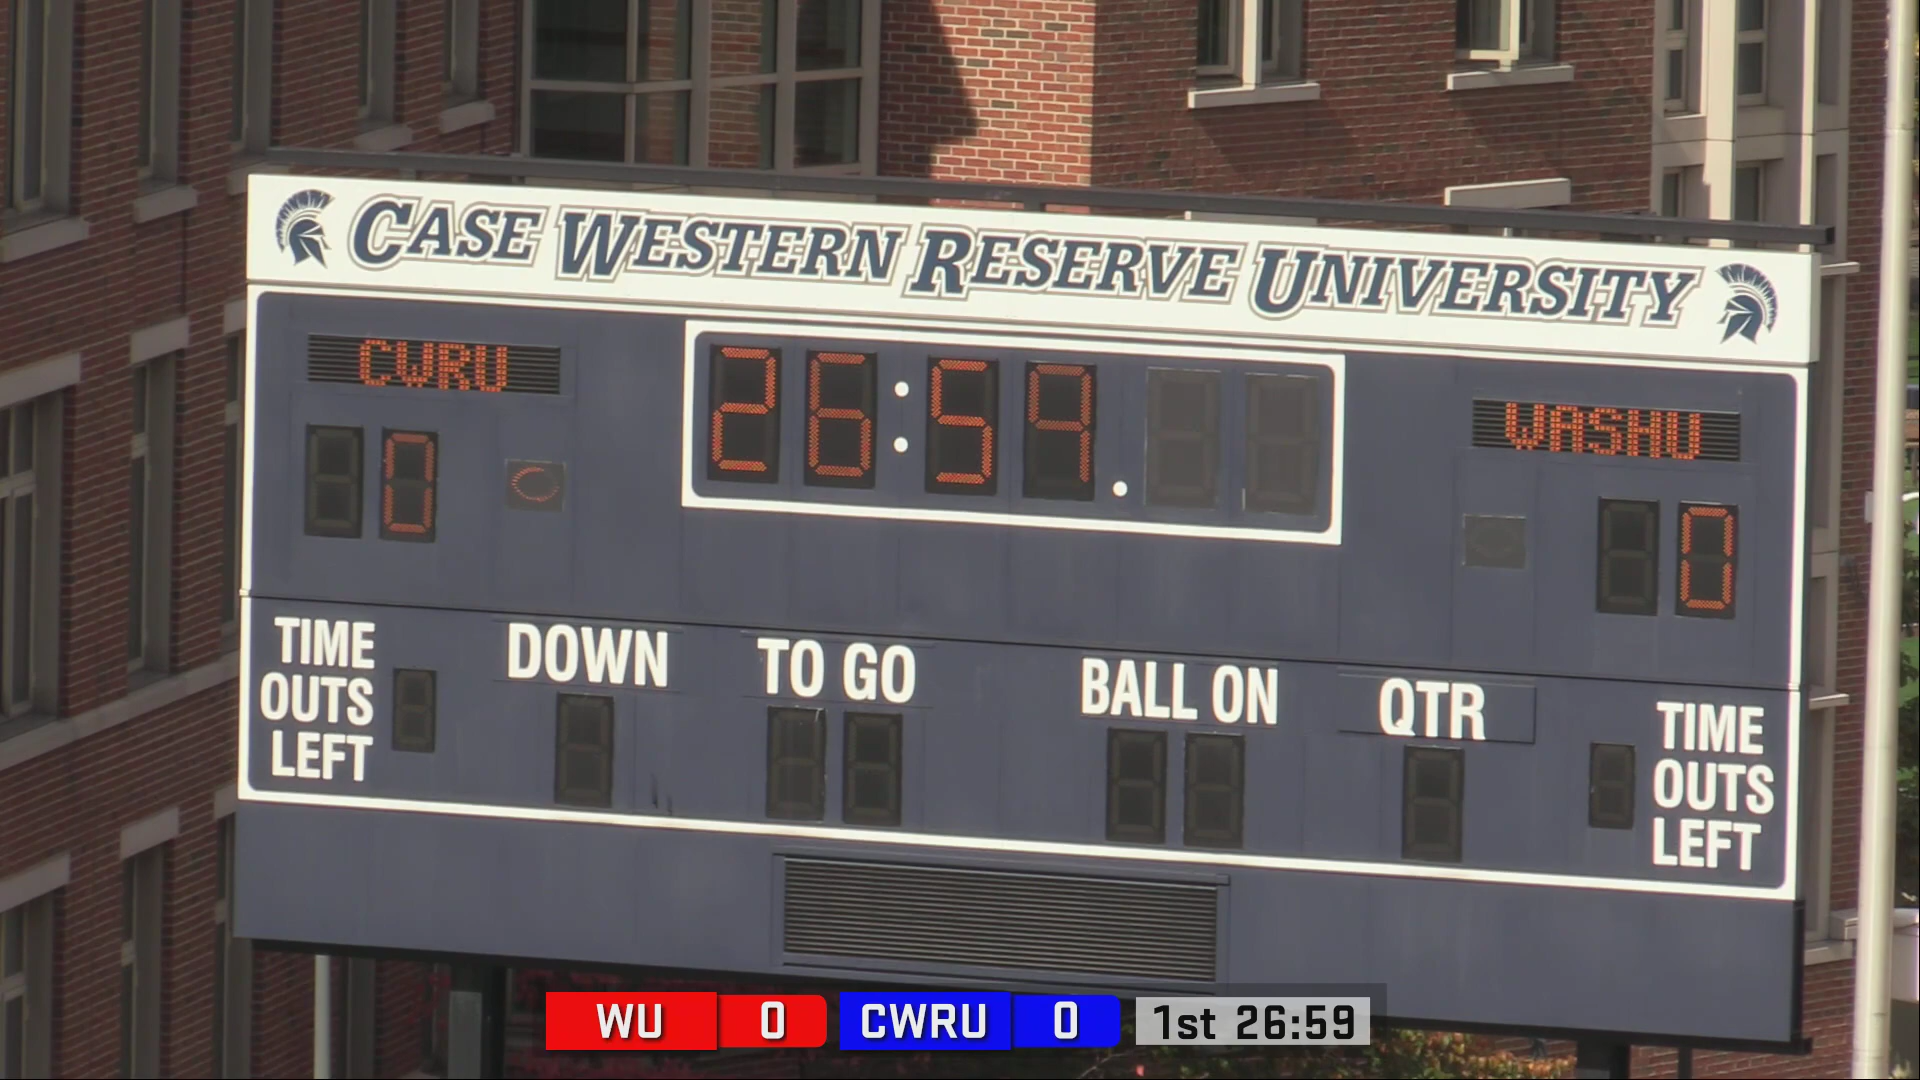 CASE WESTERN RESERVE UNIVERSITY
CWRU
26:59.
WASHU
0
0
TIME
OUTS
LEFT
DOWN
TO GO
BALL ON
QTR
TIME
OUTS
LEFT
WU 0 CWRU 0 1st 26:59